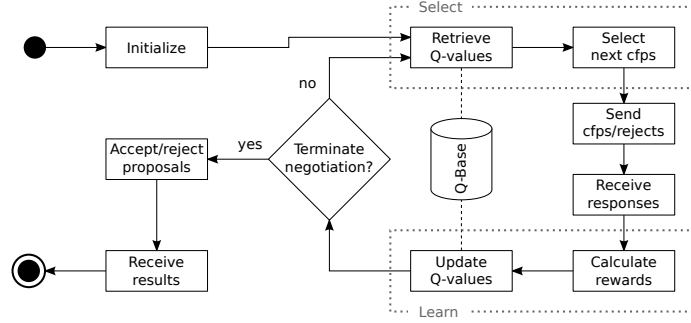 Select
Initialize
Retrieve
Q-values
Select
next cfps
no
Send
cfps/rejects
Accept/reject
proposals
yes
Terminate
negotiation?
Q-Base
Receive
responses
Receive
results
Update
Q-values
Calculate
rewards
Learn